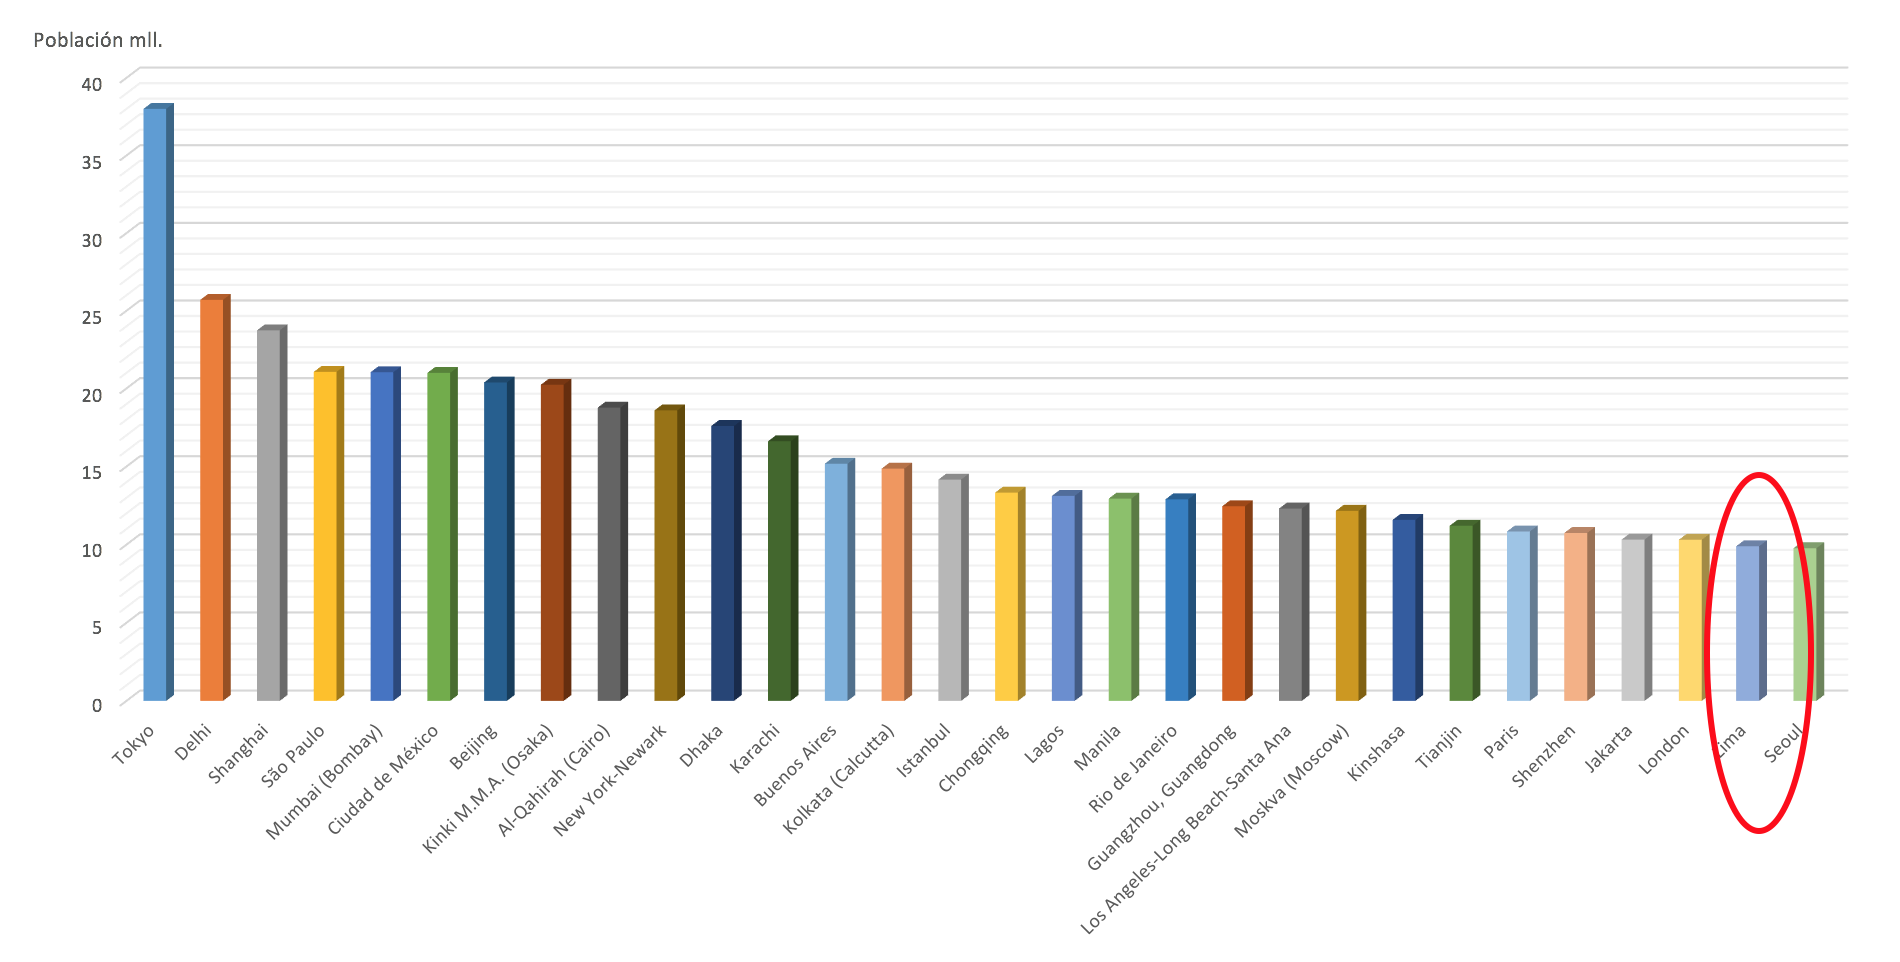 Población mll.
40
35
30
25
20
15
10
5
0
Tokyo
Delhi
Shanghai
São Paulo
Mumbai (Bombay)
Ciudad de México
Beijing
Kinki M.M.A. (Osaka)
Al-Qahirah (Cairo)
New York-Newark
Dhaka
Karachi
Buenos Aires
Kolkata (Calcutta)
Istanbul
Chongqing
Lagos
Manila
Rio de Janeiro
Guangzhou, Guangdong
Los Angeles-Long Beach-Santa Ana
Moskva (Moscow)
Kinshasa
Tianjin
Paris
Shenzhen
Jakarta
London
Lima
Seoul